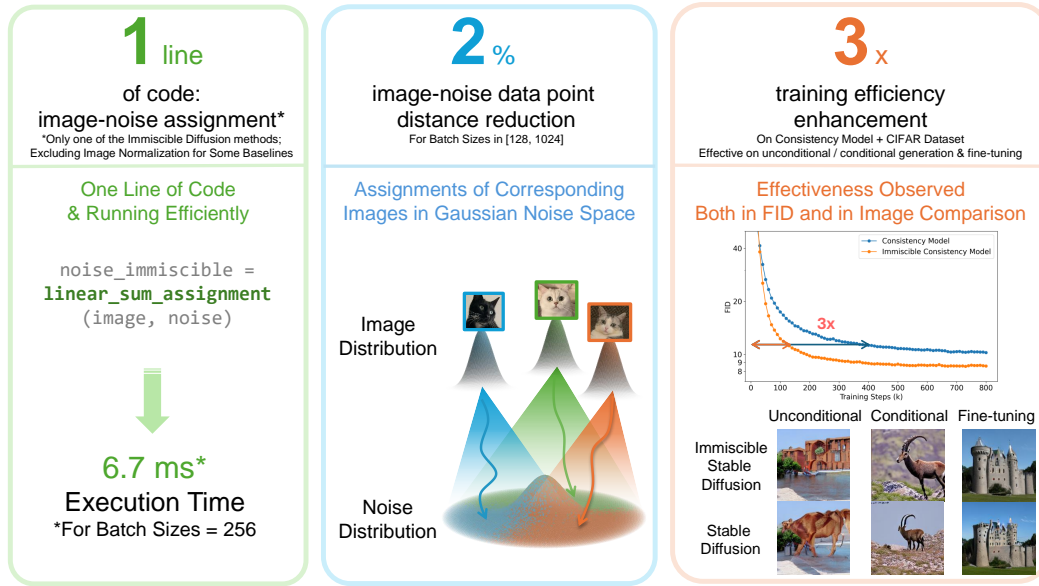 1 line
of code:
image-noise assignment*
*Only one of the Immiscible Diffusion methods;
Excluding Image Normalization for Some Baselines
One Line of Code
& Running Efficiently
noise_immiscible =
linear_sum_assignment
(image, noise)
6.7 ms*
Execution Time
*For Batch Sizes = 256
2 %
image-noise data point
distance reduction
For Batch Sizes in [128, 1024]
Assignments of Corresponding
Images in Gaussian Noise Space
Image
Distribution
Noise
Distribution
3 x
training efficiency
enhancement
On Consistency Model + CIFAR Dataset
Effective on unconditional / conditional generation & fine-tuning
Effectiveness Observed
Both in FID and in Image Comparison
Consistency Model
Immiscible Consistency Model
FID
40
20
10
9
8
3x
0 100 200 300 400 500 600 700 800
Training Steps (k)
Unconditional Conditional Fine-tuning
Immiscible
Stable
Diffusion
Stable
Diffusion